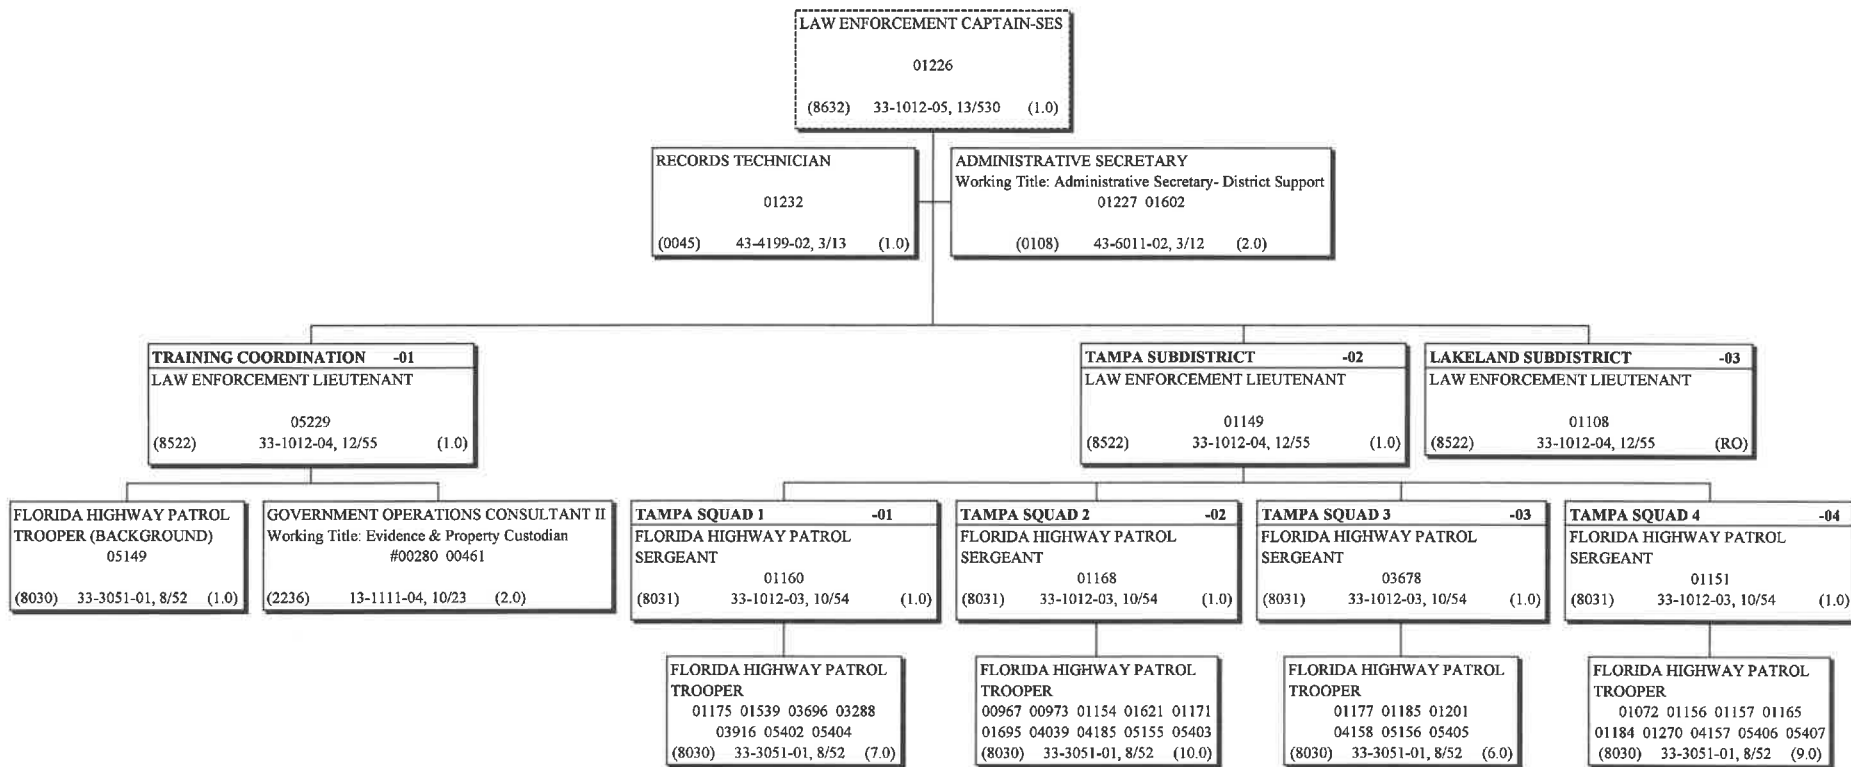 LAW ENFORCEMENT CAPTAIN-SES
01226
(8632) 33-1012-05, 13/530 (1.0)
RECORDS TECHNICIAN
01232
(0045) 43-4199-02, 3/13 (1.0)
ADMINISTRATIVE SECRETARY
Working Title: Administrative Secretary- District Support
01227 01602
(0108) 43-6011-02, 3/12 (2.0)
TRAINING COORDINATION -01
LAW ENFORCEMENT LIEUTENANT
05229
(8522) 33-1012-04, 12/55 (1.0)
TAMPA SUBDISTRICT -02
LAW ENFORCEMENT LIEUTENANT
01149
(8522) 33-1012-04, 12/55 (1.0)
LAKELAND SUBDISTRICT -03
LAW ENFORCEMENT LIEUTENANT
01108
(8522) 33-1012-04, 12/55 (RO)
FLORIDA HIGHWAY PATROL
TROOPER (BACKGROUND)
05149
(8030) 33-3051-01, 8/52 (1.0)
GOVERNMENT OPERATIONS CONSULTANT II
Working Title: Evidence & Property Custodian
#00280 00461
(2236) 13-1111-04, 10/23 (2.0)
TAMPA SQUAD 1 -01
FLORIDA HIGHWAY PATROL
SERGEANT
01160
(8031) 33-1012-03, 10/54 (1.0)
TAMPA SQUAD 2 -02
FLORIDA HIGHWAY PATROL
SERGEANT
01168
(8031) 33-1012-03, 10/54 (1.0)
TAMPA SQUAD 3 -03
FLORIDA HIGHWAY PATROL
SERGEANT
03678
(8031) 33-1012-03, 10/54 (1.0)
TAMPA SQUAD 4 -04
FLORIDA HIGHWAY PATROL
SERGEANT
01151
(8031) 33-1012-03, 10/54 (1.0)
FLORIDA HIGHWAY PATROL
TROOPER
01175 01539 03696 03288
03916 05402 05404
(8030) 33-3051-01, 8/52 (7.0)
FLORIDA HIGHWAY PATROL
TROOPER
00967 00973 01154 01621 01171
01695 04039 04185 05155 05403
(8030) 33-3051-01, 8/52 (10.0)
FLORIDA HIGHWAY PATROL
TROOPER
01177 01185 01201
04158 05156 05405
(8030) 33-3051-01, 8/52 (6.0)
FLORIDA HIGHWAY PATROL
TROOPER
01072 01156 01157 01165
01184 01270 04157 05406 05407
(8030) 33-3051-01, 8/52 (9.0)